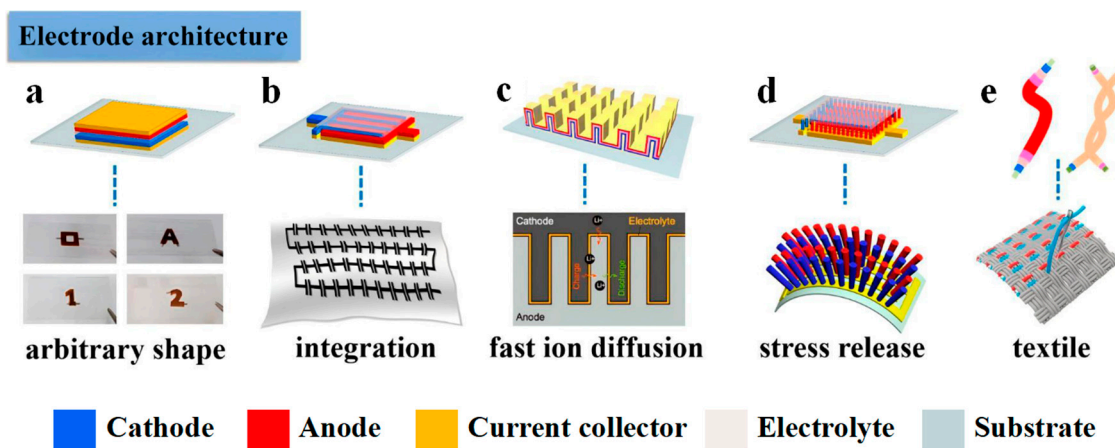 Electrode architecture
a b c d e
Cathode
Electrolyte
Li+
Li+
Li+
Charge
Discharge
Anode
A
1
2
arbitrary shape
integration
fast ion diffusion
stress release
textile
Cathode
Anode
Current collector
Electrolyte
Substrate